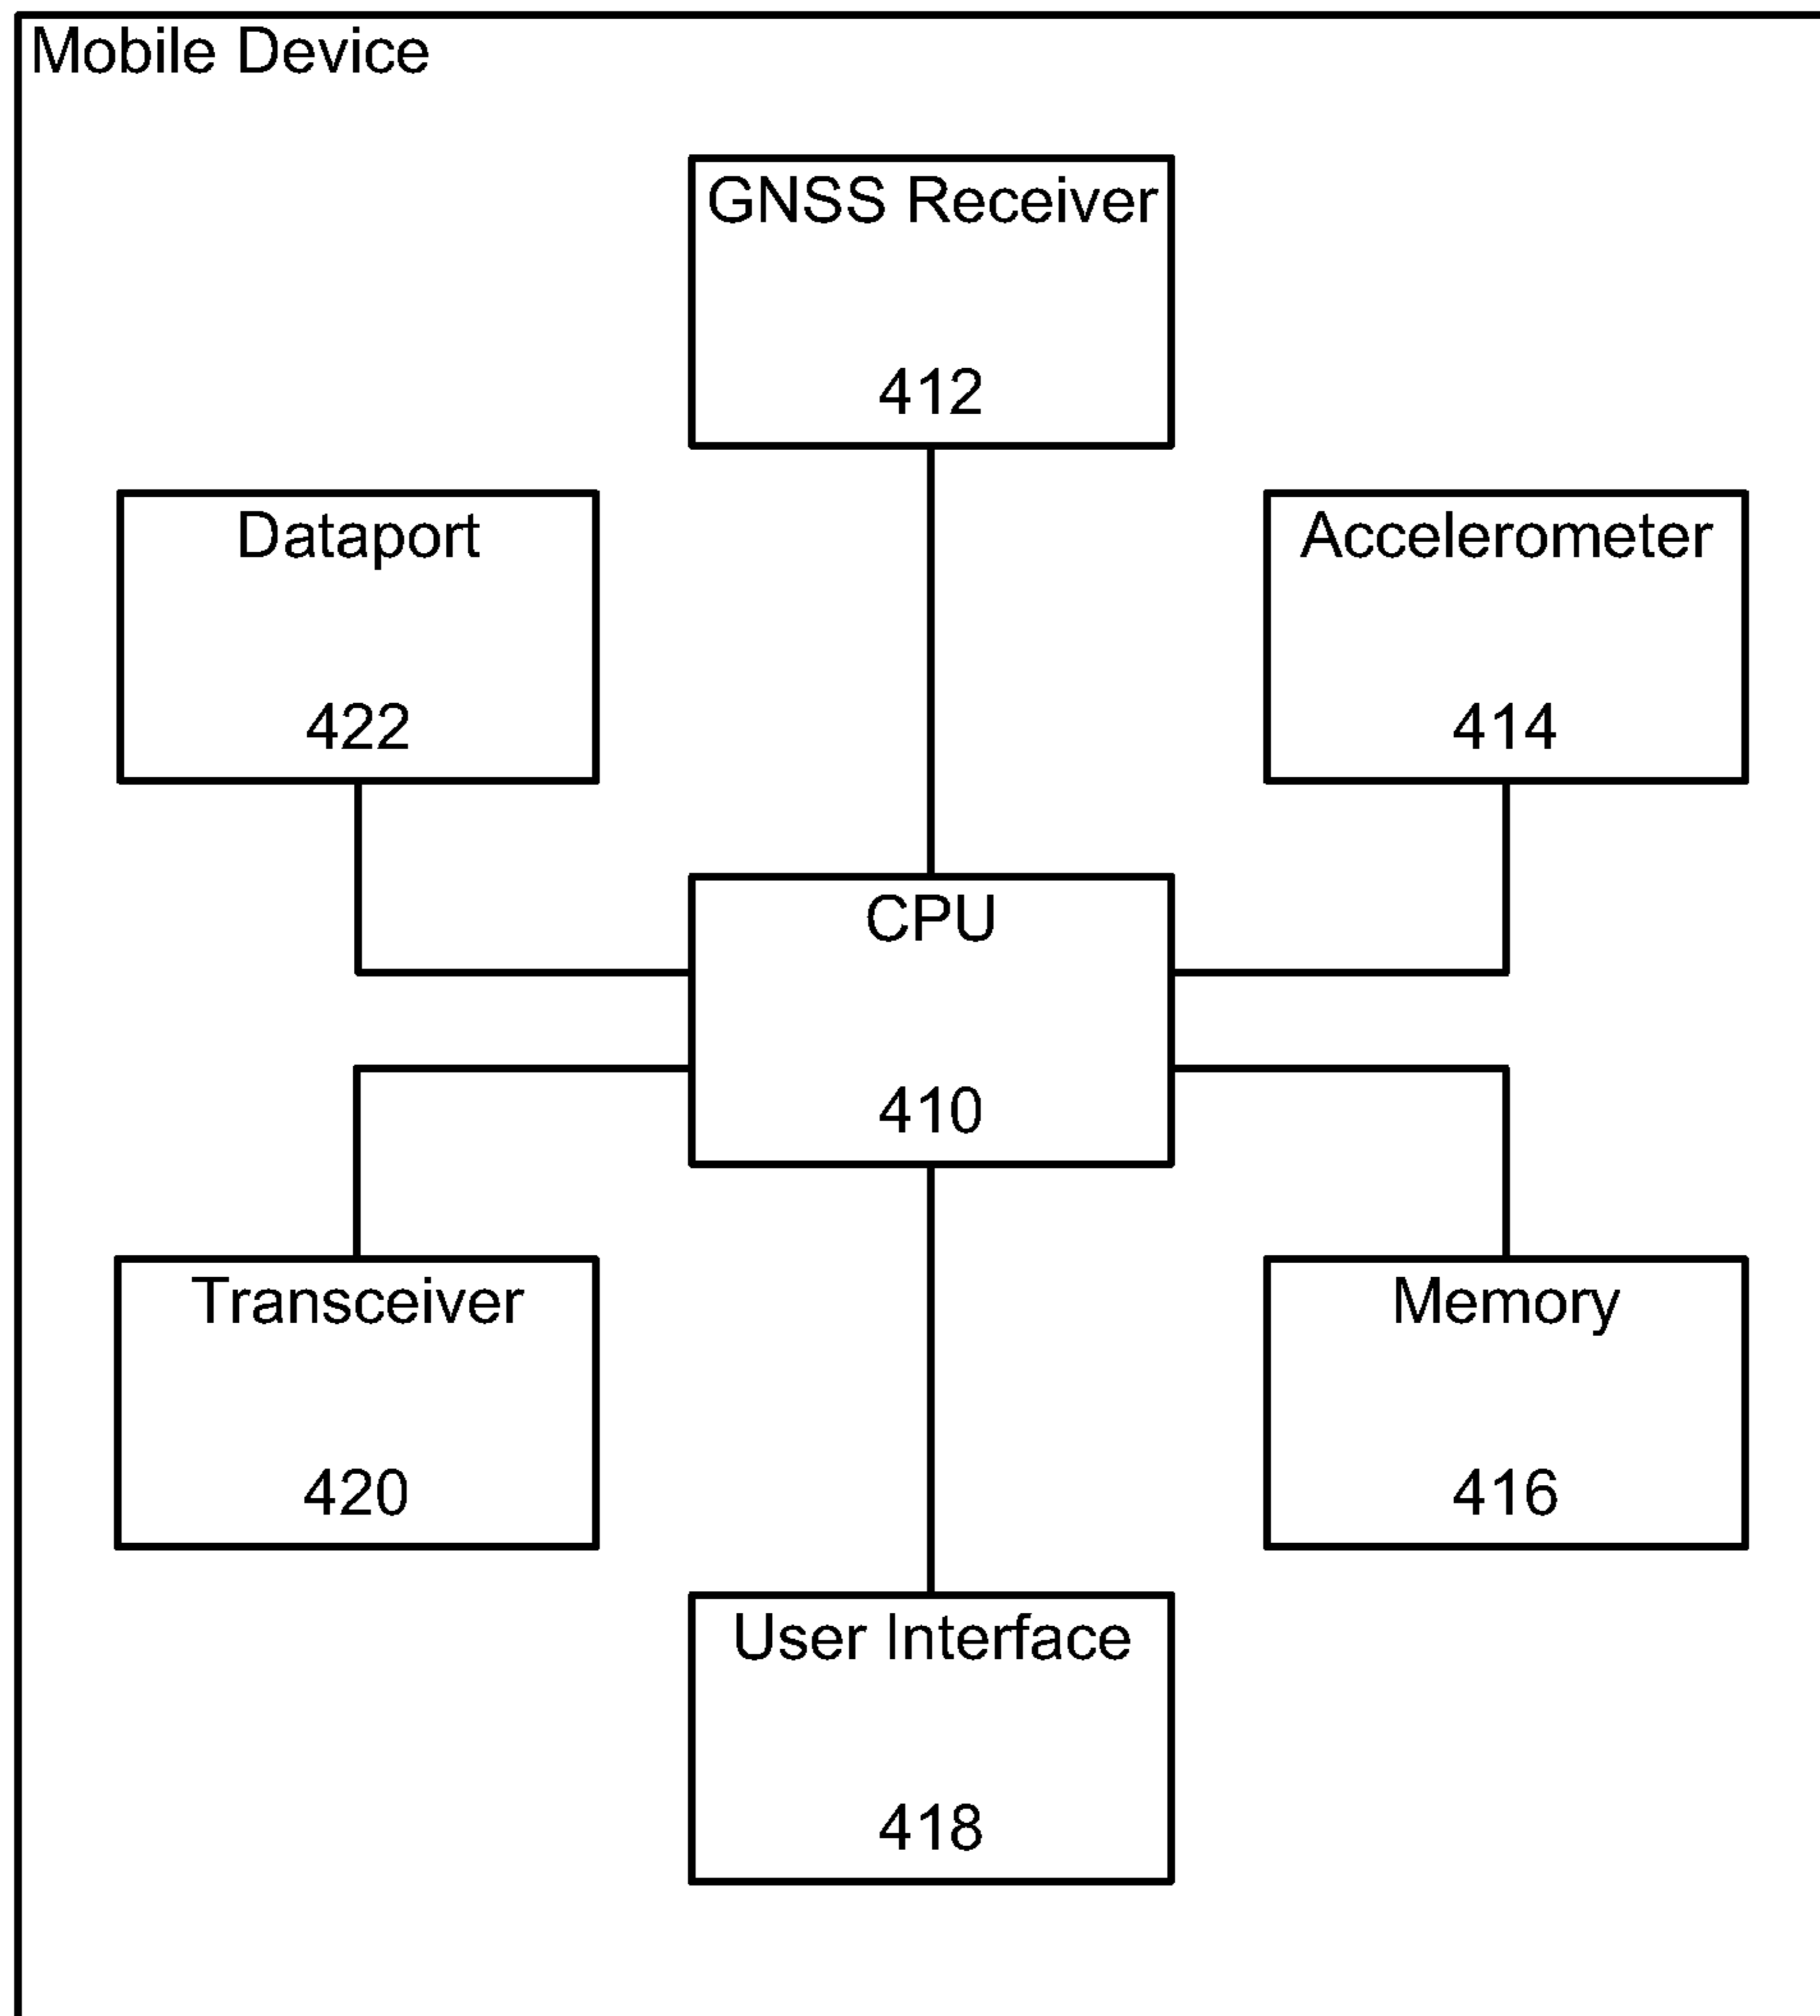 Mobile Device
GNSS Receiver
412
Dataport
422
Accelerometer
414
CPU
410
Transceiver
420
Memory
416
User Interface
418